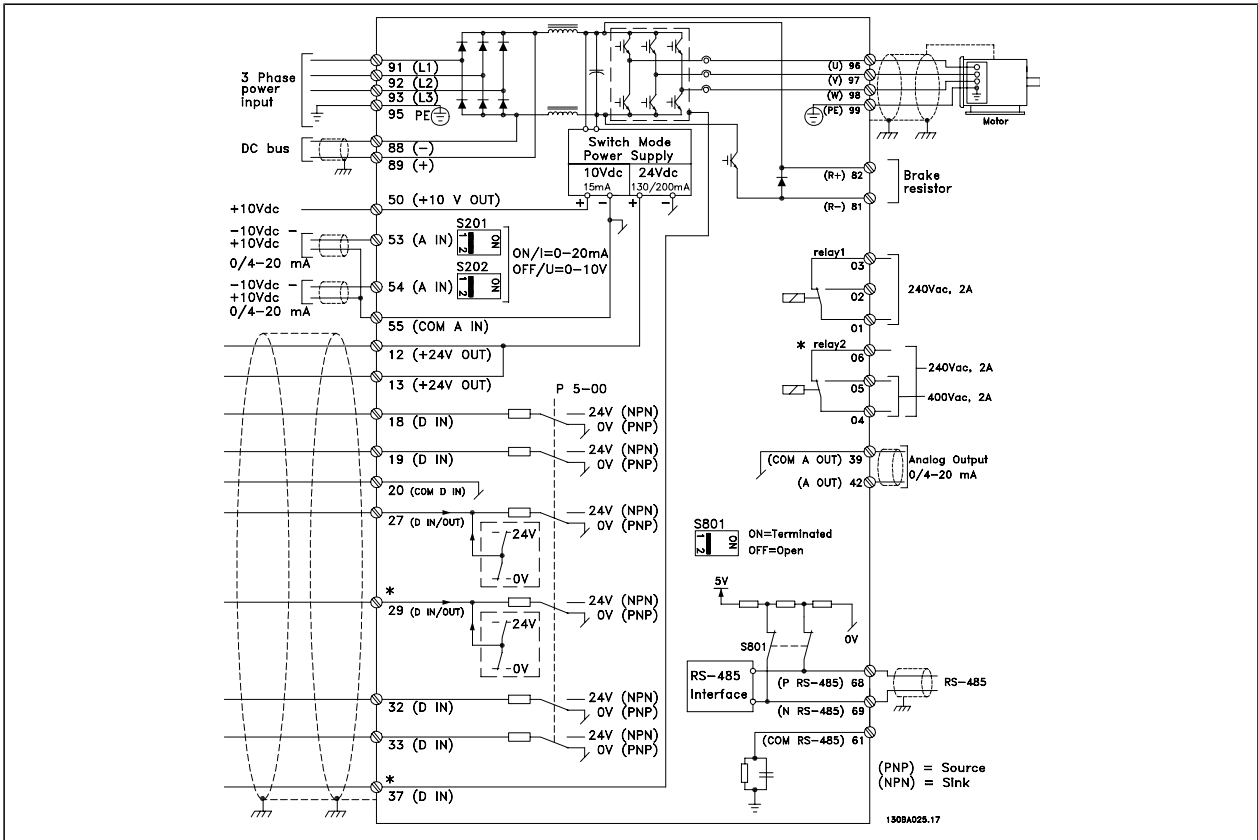 3 Phase
power
input
91 (L1)
92 (L2)
93 (L3)
95 PE
DC bus
88 (-)
89 (+)
+10Vdc
50 (+10 V OUT)
-10Vdc -
+10Vdc
0/4-20 mA
53 (A IN)
S201
ON
1 2
-10Vdc -
+10Vdc
0/4-20 mA
54 (A IN)
S202
ON
1 2
ON/I=0-20mA
OFF/U=0-10V
55 (COM A IN)
12 (+24V OUT)
13 (+24V OUT)
P 5-00
18 (D IN)
24V (NPN)
0V (PNP)
19 (D IN)
24V (NPN)
0V (PNP)
20 (COM D IN)
27 (D IN/OUT)
24V (NPN)
0V (PNP)
24V
0V
*
29 (D IN/OUT)
24V (NPN)
0V (PNP)
24V
0V
32 (D IN)
24V (NPN)
0V (PNP)
33 (D IN)
24V (NPN)
0V (PNP)
*
37 (D IN)
Switch Mode
Power Supply
10Vdc 24Vdc
15mA 130/200mA
+ - + -
(U) 96
(V) 97
(W) 98
(PE) 99
Motor
(R+) 82
Brake
resistor
(R-) 81
relay1
03
02
01
240Vac, 2A
* relay2
06
05
04
240Vac, 2A
400Vac, 2A
(COM A OUT) 39
(A OUT) 42
Analog Output
0/4-20 mA
S801
ON
1 2
ON=Terminated
OFF=Open
5V
0V
S801
RS-485
Interface
(P RS-485) 68
(N RS-485) 69
RS-485
(COM RS-485) 61
(PNP) = Source
(NPN) = Sink
130BA025.17